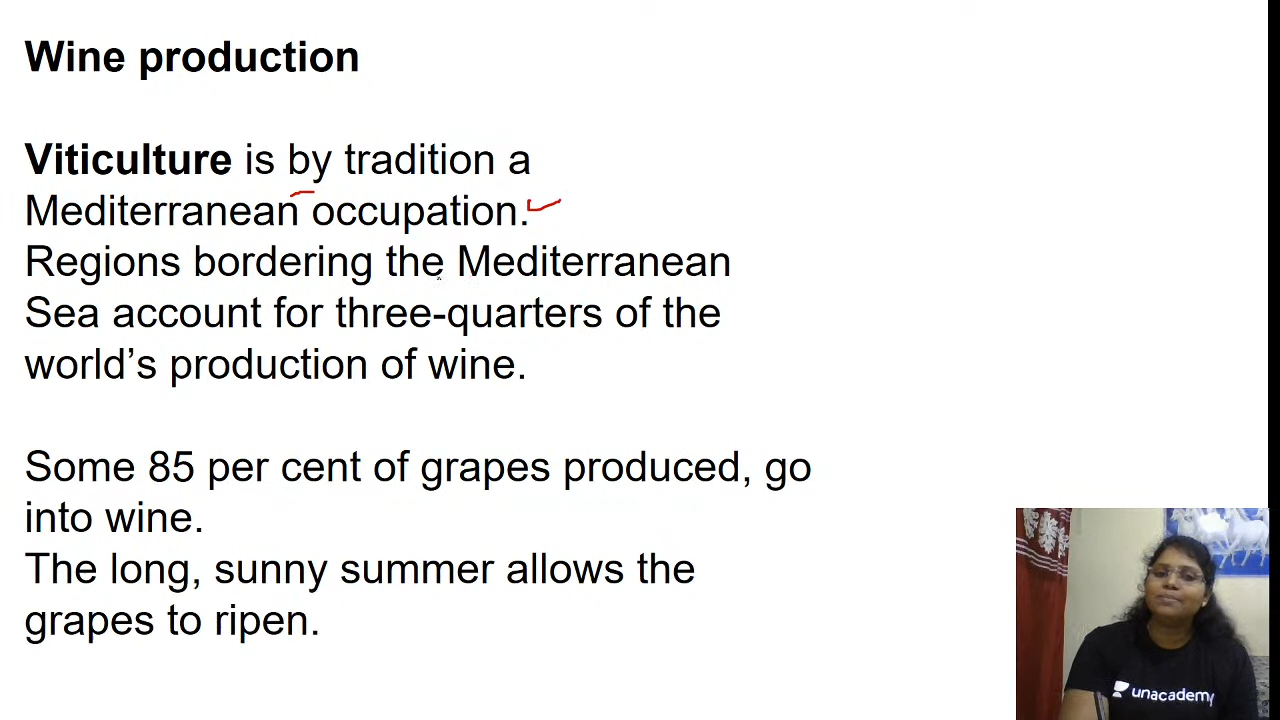 Wine production
Viticulture is by tradition a
Mediterranean occupation.
Regions bordering the Mediterranean
Sea account for three-quarters of the
world’s production of wine.
Some 85 per cent of grapes produced, go
into wine.
The long, sunny summer allows the
grapes to ripen.
unacademy